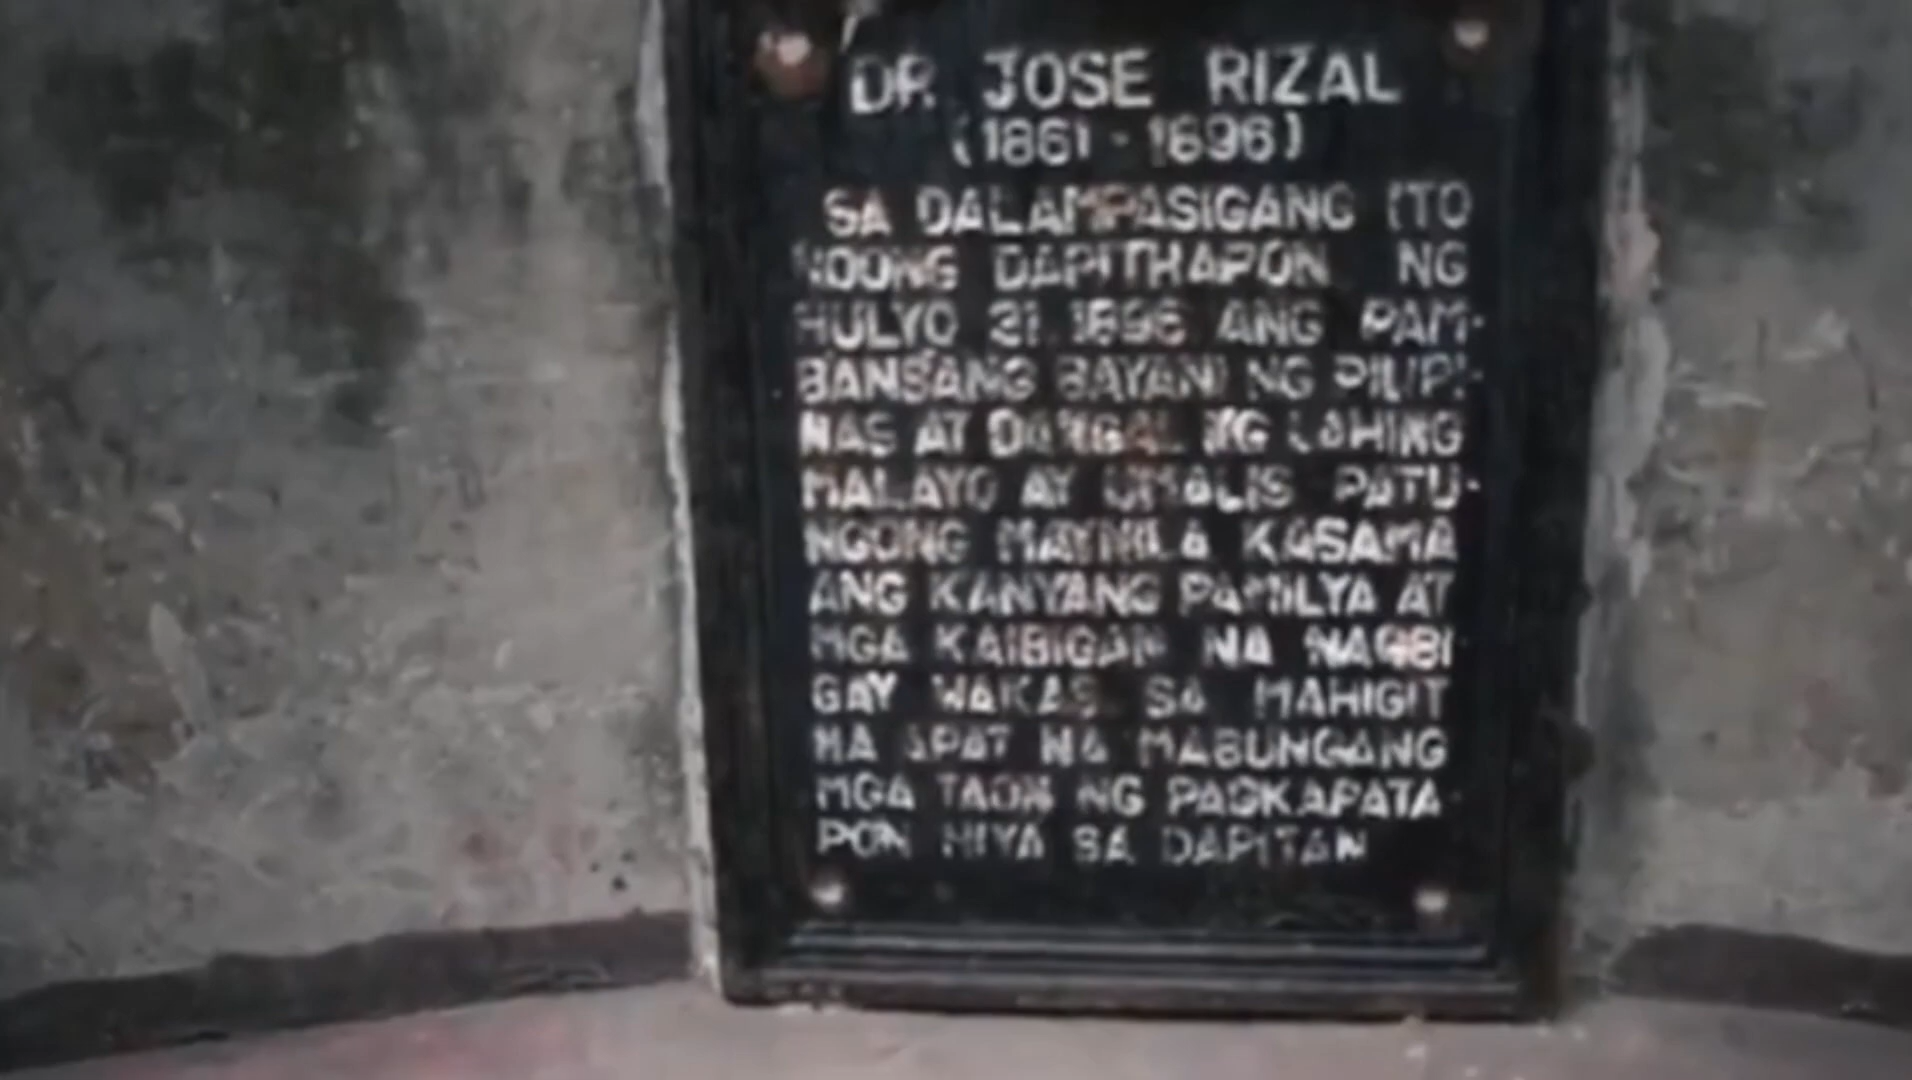 DR. JOSE RIZAL
(1861 - 1896)
SA DALAMPASIGANG ITO
NOONG DAPITHAPON NG
HULYO 31, 1896 ANG PAM-
BANSANG BAYANI NG PILIPI-
NAS AT DANGAL NG LAHING
MALAYO AY UMALIS PATU-
NGONG MAYNILA KASAMA
ANG KANYANG PAMILYA AT
MGA KAIBIGAN NA NAGBI-
GAY WAKAS SA MAHIGIT
NA APAT NA MABUNGANG
MGA TAON NG PAGKAPATA-
PON NIYA SA DAPITAN